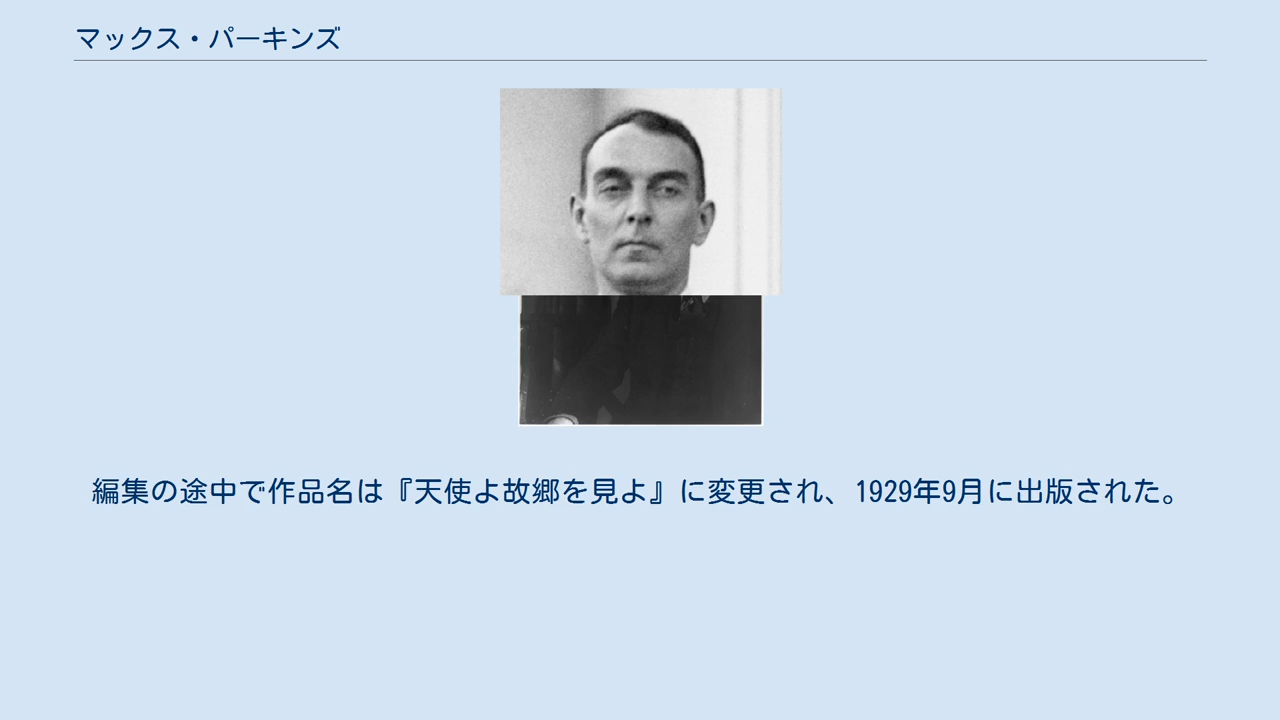 マックス・パーキンズ
編集の途中で作品名は『天使よ故郷を見よ』に変更され、1929年9月に出版された。